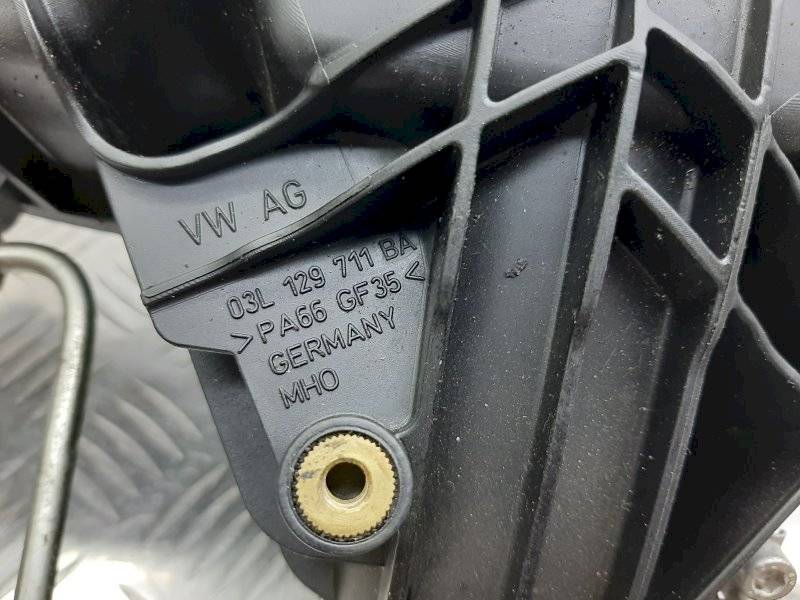 VW AG
03L 129 711 BA
>PA66 GF35<
GERMANY
MHO